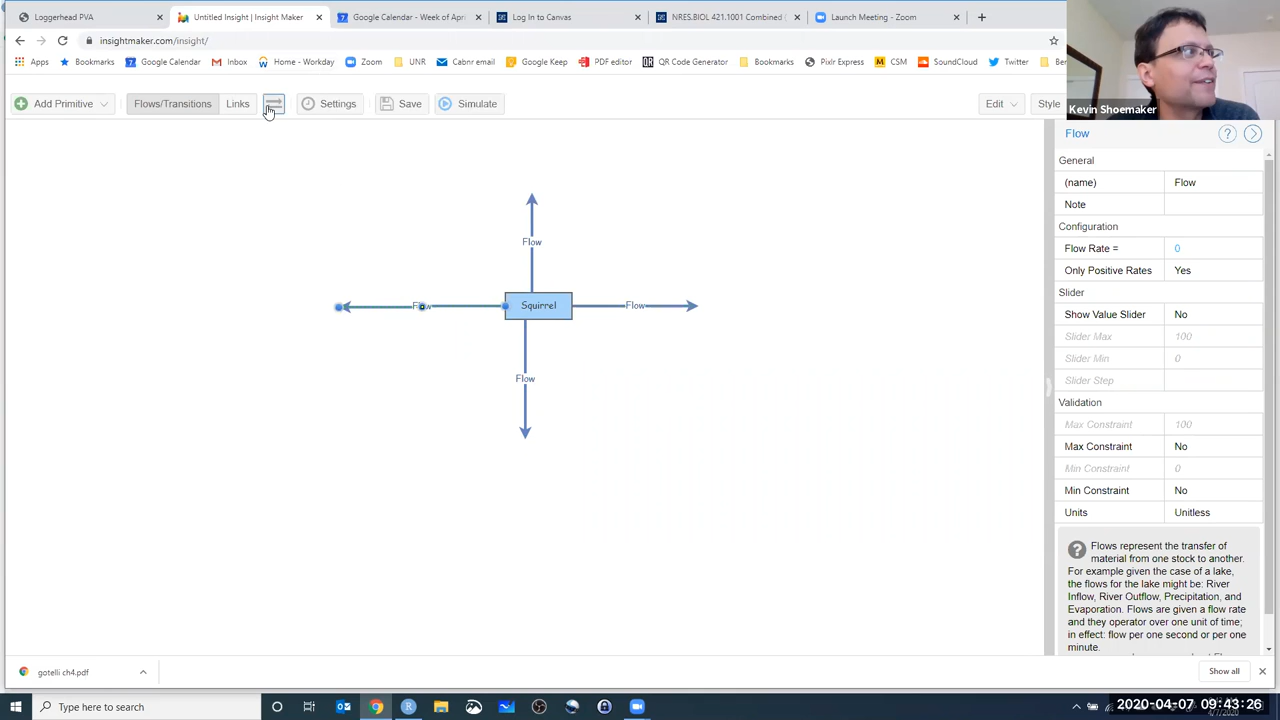 Loggerhead PVA
Untitled Insight | Insight Maker
Google Calendar - Week of Apri
Log In to Canvas
NRES.BIOL 421.1001 Combined (
Launch Meeting - Zoom
insightmaker.com/insight/
Apps
Bookmarks
Google Calendar
Inbox
Home - Workday
Zoom
UNR
Cabnr email
Google Keep
PDF editor
QR Code Generator
Bookmarks
Pixlr Express
CSM
SoundCloud
Twitter
Ber
Kevin Shoemaker
Add Primitive
Flows/Transitions
Links
Settings
Save
Simulate
Edit
Style
Flow
Flow
Squirrel
Flow
Flow
Flow
General
(name) Flow
Note
Configuration
Flow Rate = 0
Only Positive Rates Yes
Slider
Show Value Slider No
Slider Max 100
Slider Min 0
Slider Step
Validation
Max Constraint 100
Max Constraint No
Min Constraint 0
Min Constraint No
Units Unitless
Flows represent the transfer of
material from one stock to another.
For example given the case of a lake,
the flows for the lake might be: River
Inflow, River Outflow, Precipitation, and
Evaporation. Flows are given a flow rate
and they operator over one unit of time;
in effect: flow per one second or per one
minute.
gotelli ch4.pdf
Show all
Type here to search
2020-04-07 09:43:26